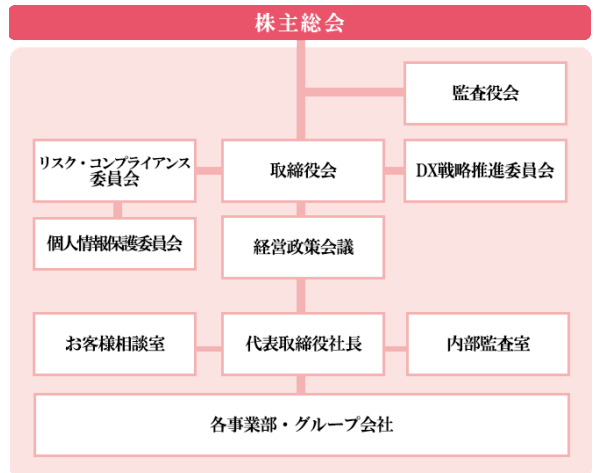 株主総会
監査役会
リスク・コンプライアンス
委員会
取締役会
DX戦略推進委員会
個人情報保護委員会
経営政策会議
お客様相談室
代表取締役社長
内部監査室
各事業部・グループ会社